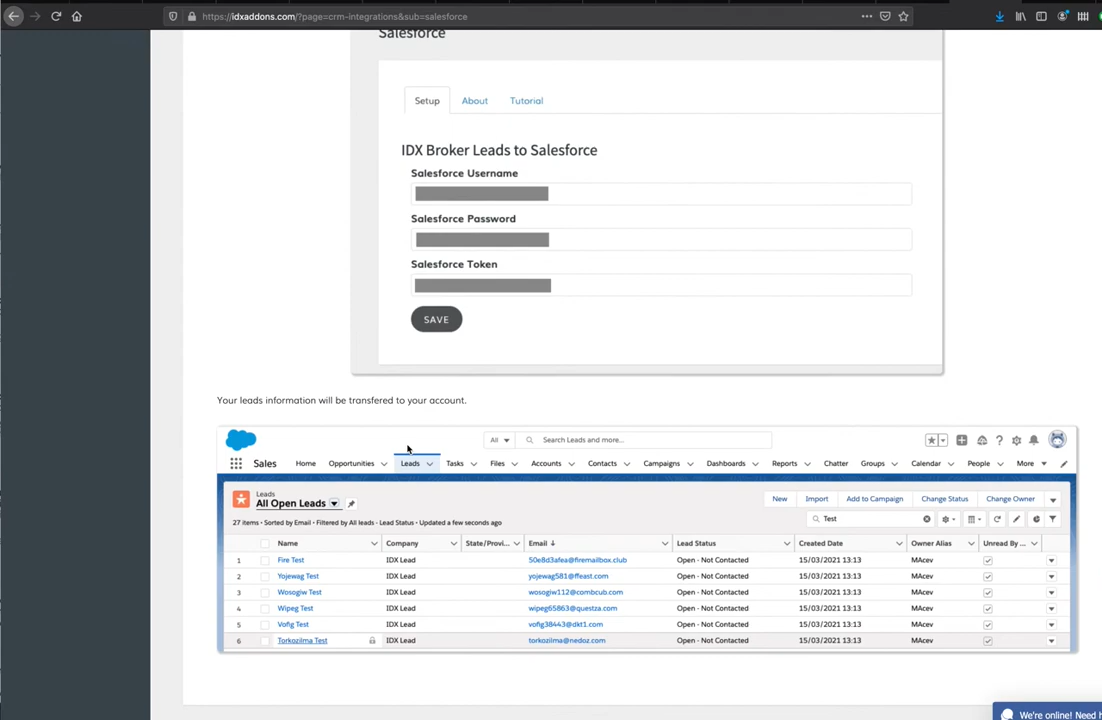 https://idxaddons.com/?page=crm-integrations&sub=salesforce
Salesforce
Setup About Tutorial
IDX Broker Leads to Salesforce
Salesforce Username
Salesforce Password
Salesforce Token
SAVE
Your leads information will be transfered to your account.
All Search Leads and more...
Sales Home Opportunities Leads Tasks Files Accounts Contacts Campaigns Dashboards Reports Chatter Groups Calendar People More
Leads
All Open Leads
New Import Add to Campaign Change Status Change Owner
27 items • Sorted by Email • Filtered by All leads - Lead Status • Updated a few seconds ago
Test
Name Company State/Provi... Email Lead Status Created Date Owner Alias Unread By ...
1 Fire Test IDX Lead 50e8d3afea@firemailbox.club Open - Not Contacted 15/03/2021 13:13 MAcev
2 Yojewag Test IDX Lead yojewag581@ffeast.com Open - Not Contacted 15/03/2021 13:13 MAcev
3 Wosogiw Test IDX Lead wosogiw112@combcub.com Open - Not Contacted 15/03/2021 13:13 MAcev
4 Wipeg Test IDX Lead wipeg65863@questza.com Open - Not Contacted 15/03/2021 13:13 MAcev
5 Vofig Test IDX Lead vofig38443@dkt1.com Open - Not Contacted 15/03/2021 13:13 MAcev
6 Torkozilma Test IDX Lead torkozilma@nedoz.com Open - Not Contacted 15/03/2021 13:13 MAcev
We're online! Need h